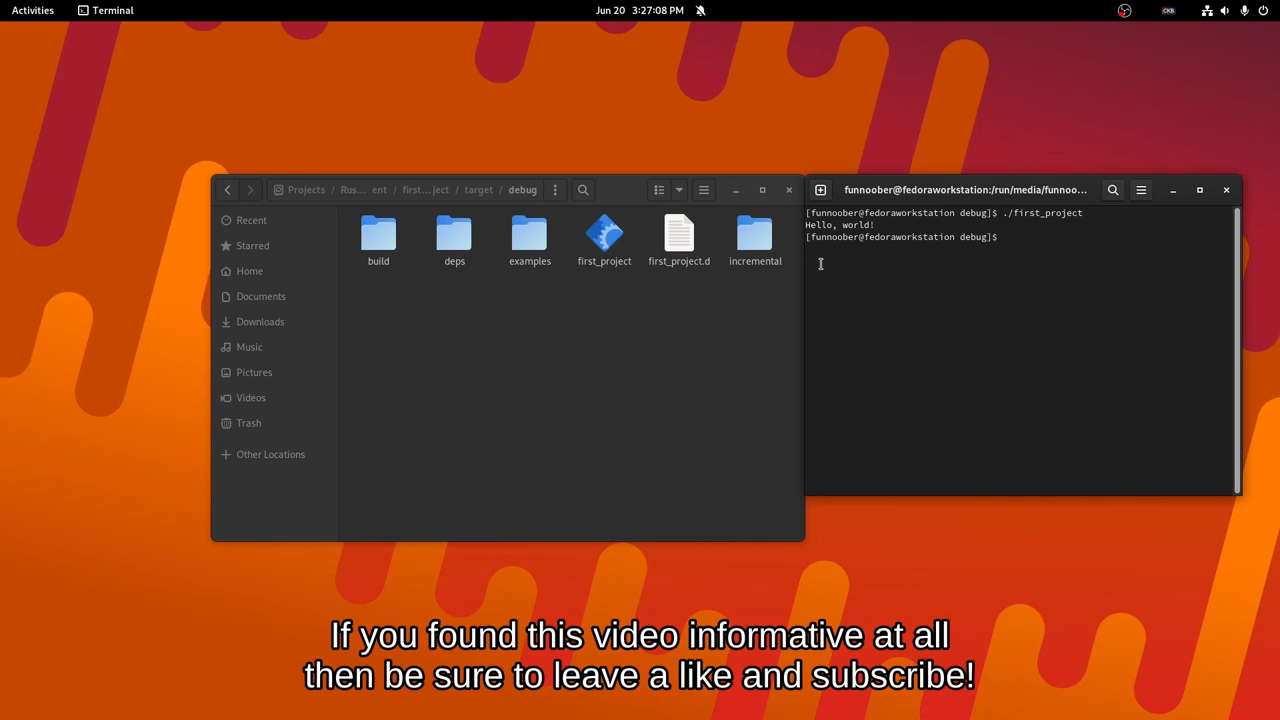 Activities Terminal Jun 20 3:27:08 PM CKB
Projects / Rus... ent / first...ject / target / debug
funnoober@fedoraworkstation:/run/media/funnoo...
Recent
Starred
Home
Documents
Downloads
Music
Pictures
Videos
Trash
Other Locations
build deps examples first_project first_project.d incremental
[funnoober@fedoraworkstation debug]$ ./first_project
Hello, world!
[funnoober@fedoraworkstation debug]$
If you found this video informative at all
then be sure to leave a like and subscribe!